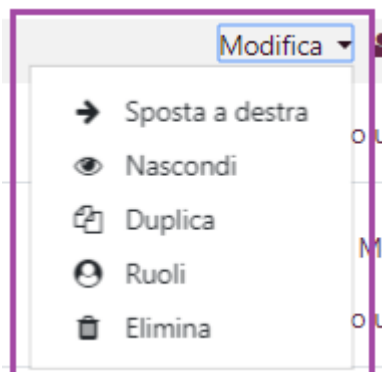 Modifica
Sposta a destra
Nascondi
Duplica
Ruoli
Elimina